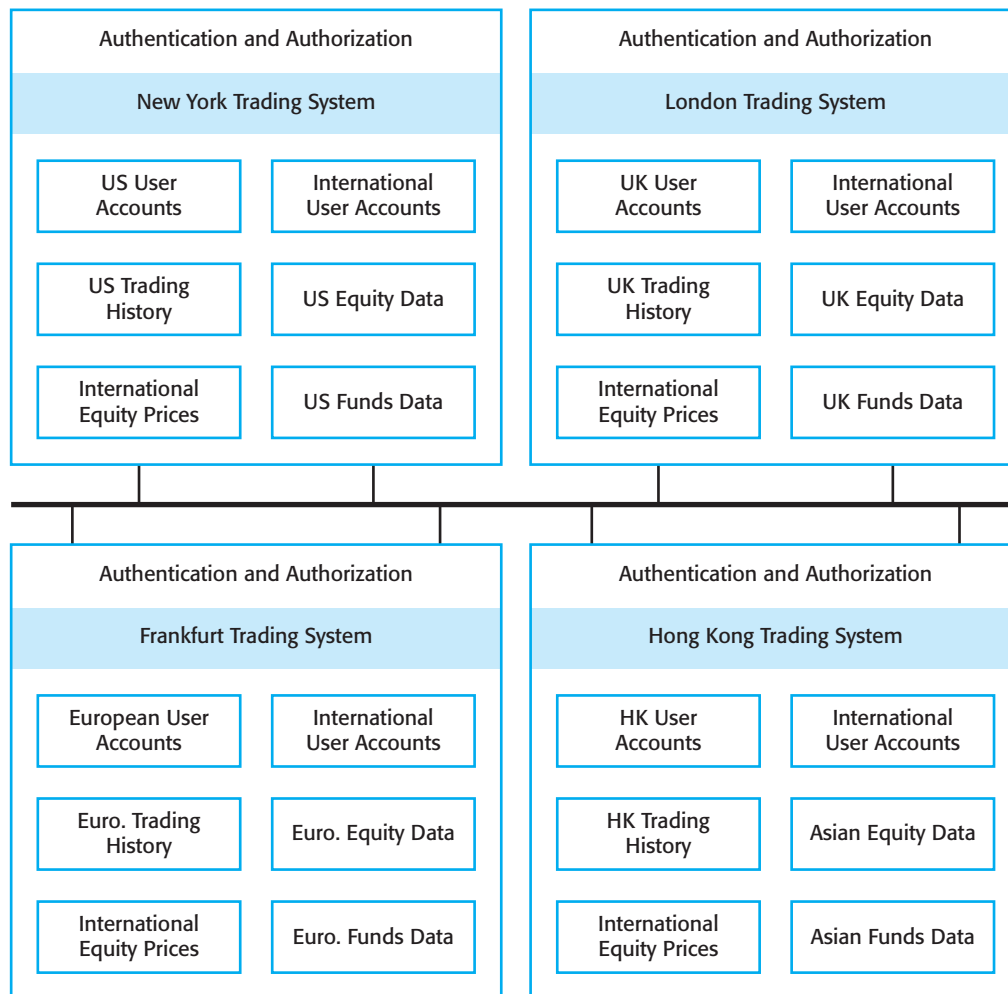 Authentication and Authorization
New York Trading System
US User
Accounts
International
User Accounts
US Trading
History
US Equity Data
International
Equity Prices
US Funds Data
Authentication and Authorization
London Trading System
UK User
Accounts
International
User Accounts
UK Trading
History
UK Equity Data
International
Equity Prices
UK Funds Data
Authentication and Authorization
Frankfurt Trading System
European User
Accounts
International
User Accounts
Euro. Trading
History
Euro. Equity Data
International
Equity Prices
Euro. Funds Data
Authentication and Authorization
Hong Kong Trading System
HK User
Accounts
International
User Accounts
HK Trading
History
Asian Equity Data
International
Equity Prices
Asian Funds Data